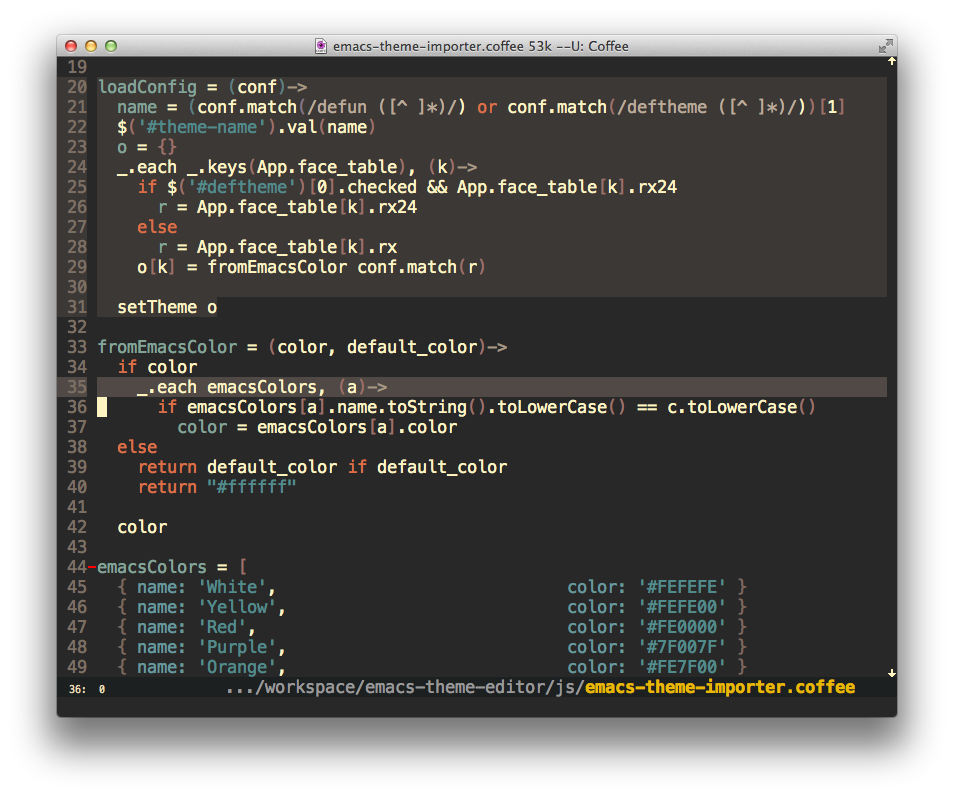 emacs-theme-importer.coffee 53k --U: Coffee
19
20 loadConfig = (conf)->
21   name = (conf.match(/defun ([^ ]*)/) or conf.match(/deftheme ([^ ]*)/))[1]
22   $('#theme-name').val(name)
23   o = {}
24   _.each _.keys(App.face_table), (k)->
25     if $('#deftheme')[0].checked && App.face_table[k].rx24
26       r = App.face_table[k].rx24
27     else
28       r = App.face_table[k].rx
29     o[k] = fromEmacsColor conf.match(r)
30
31   setTheme o
32
33 fromEmacsColor = (color, default_color)->
34   if color
35     _.each emacsColors, (a)->
36       if emacsColors[a].name.toString().toLowerCase() == c.toLowerCase()
37         color = emacsColors[a].color
38   else
39     return default_color if default_color
40     return "#ffffff"
41
42   color
43
44 emacsColors = [
45   { name: 'White',                             color: '#FEFEFE' }
46   { name: 'Yellow',                            color: '#FEFE00' }
47   { name: 'Red',                               color: '#FE0000' }
48   { name: 'Purple',                            color: '#7F007F' }
49   { name: 'Orange',                            color: '#FE7F00' }
36: 0 .../workspace/emacs-theme-editor/js/emacs-theme-importer.coffee